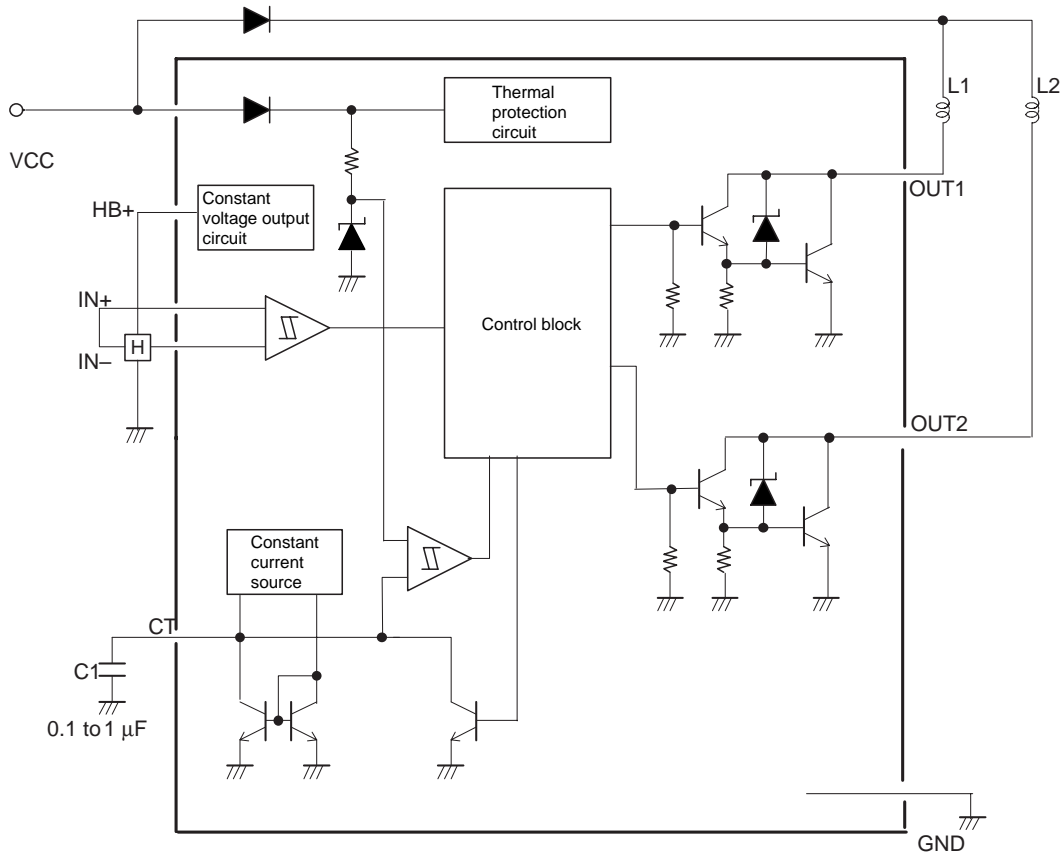 L1
L2
Thermal
protection
circuit
VCC
OUT1
HB+
Constant
voltage output
circuit
IN+
H
IN–
Control block
OUT2
Constant
current
source
CT
C1
0.1 to 1 μF
GND